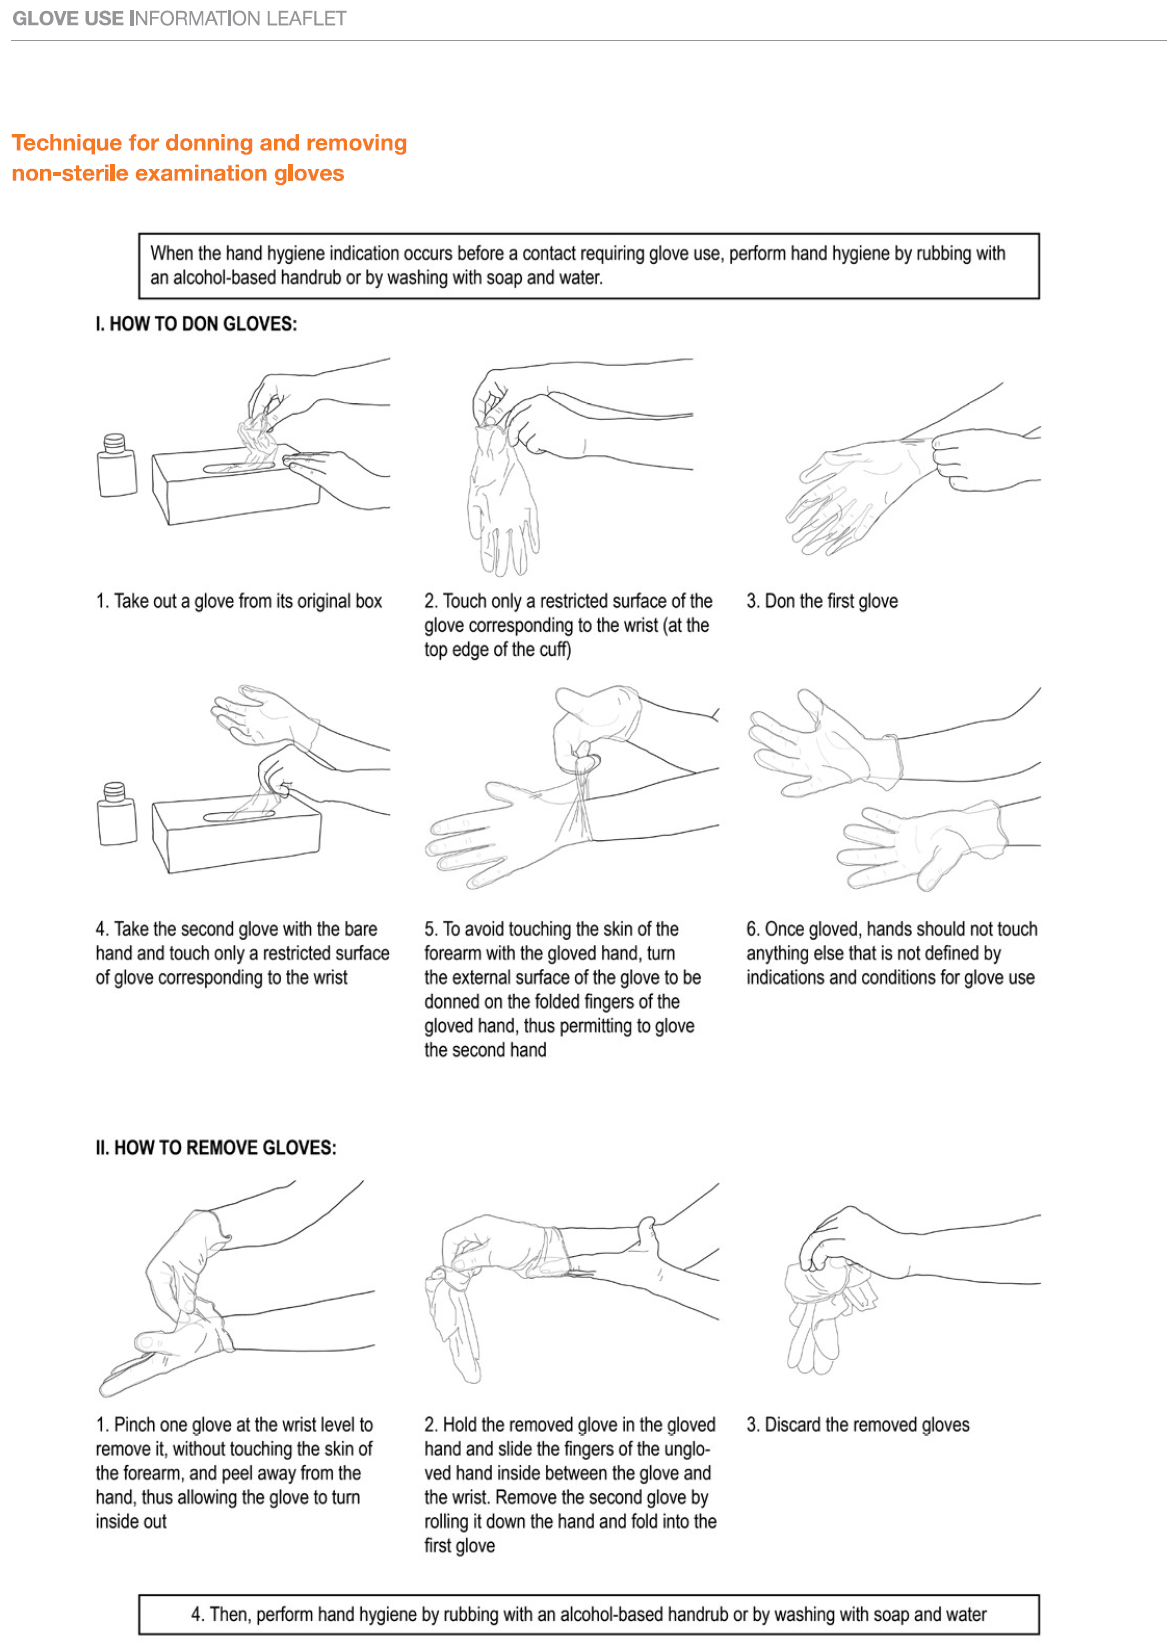 GLOVE USE INFORMATION LEAFLET
Technique for donning and removing
non-sterile examination gloves
When the hand hygiene indication occurs before a contact requiring glove use, perform hand hygiene by rubbing with
an alcohol-based handrub or by washing with soap and water.
I. HOW TO DON GLOVES:
1. Take out a glove from its original box
2. Touch only a restricted surface of the
glove corresponding to the wrist (at the
top edge of the cuff)
3. Don the first glove
4. Take the second glove with the bare
hand and touch only a restricted surface
of glove corresponding to the wrist
5. To avoid touching the skin of the
forearm with the gloved hand, turn
the external surface of the glove to be
donned on the folded fingers of the
gloved hand, thus permitting to glove
the second hand
6. Once gloved, hands should not touch
anything else that is not defined by
indications and conditions for glove use
II. HOW TO REMOVE GLOVES:
1. Pinch one glove at the wrist level to
remove it, without touching the skin of
the forearm, and peel away from the
hand, thus allowing the glove to turn
inside out
2. Hold the removed glove in the gloved
hand and slide the fingers of the unglo-
ved hand inside between the glove and
the wrist. Remove the second glove by
rolling it down the hand and fold into the
first glove
3. Discard the removed gloves
4. Then, perform hand hygiene by rubbing with an alcohol-based handrub or by washing with soap and water